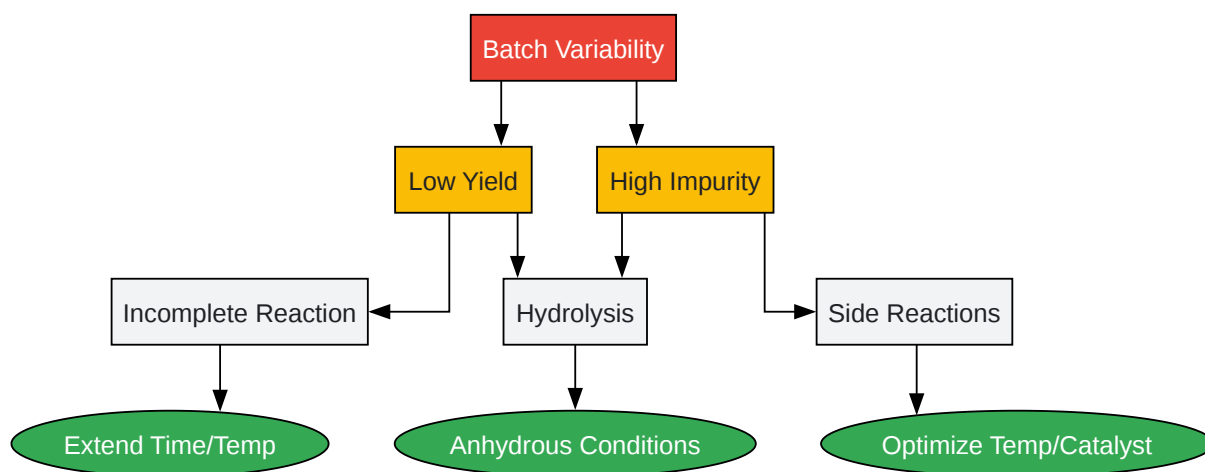 Batch Variability
Low Yield
High Impurity
Incomplete Reaction
Hydrolysis
Side Reactions
Extend Time/Temp
Anhydrous Conditions
Optimize Temp/Catalyst